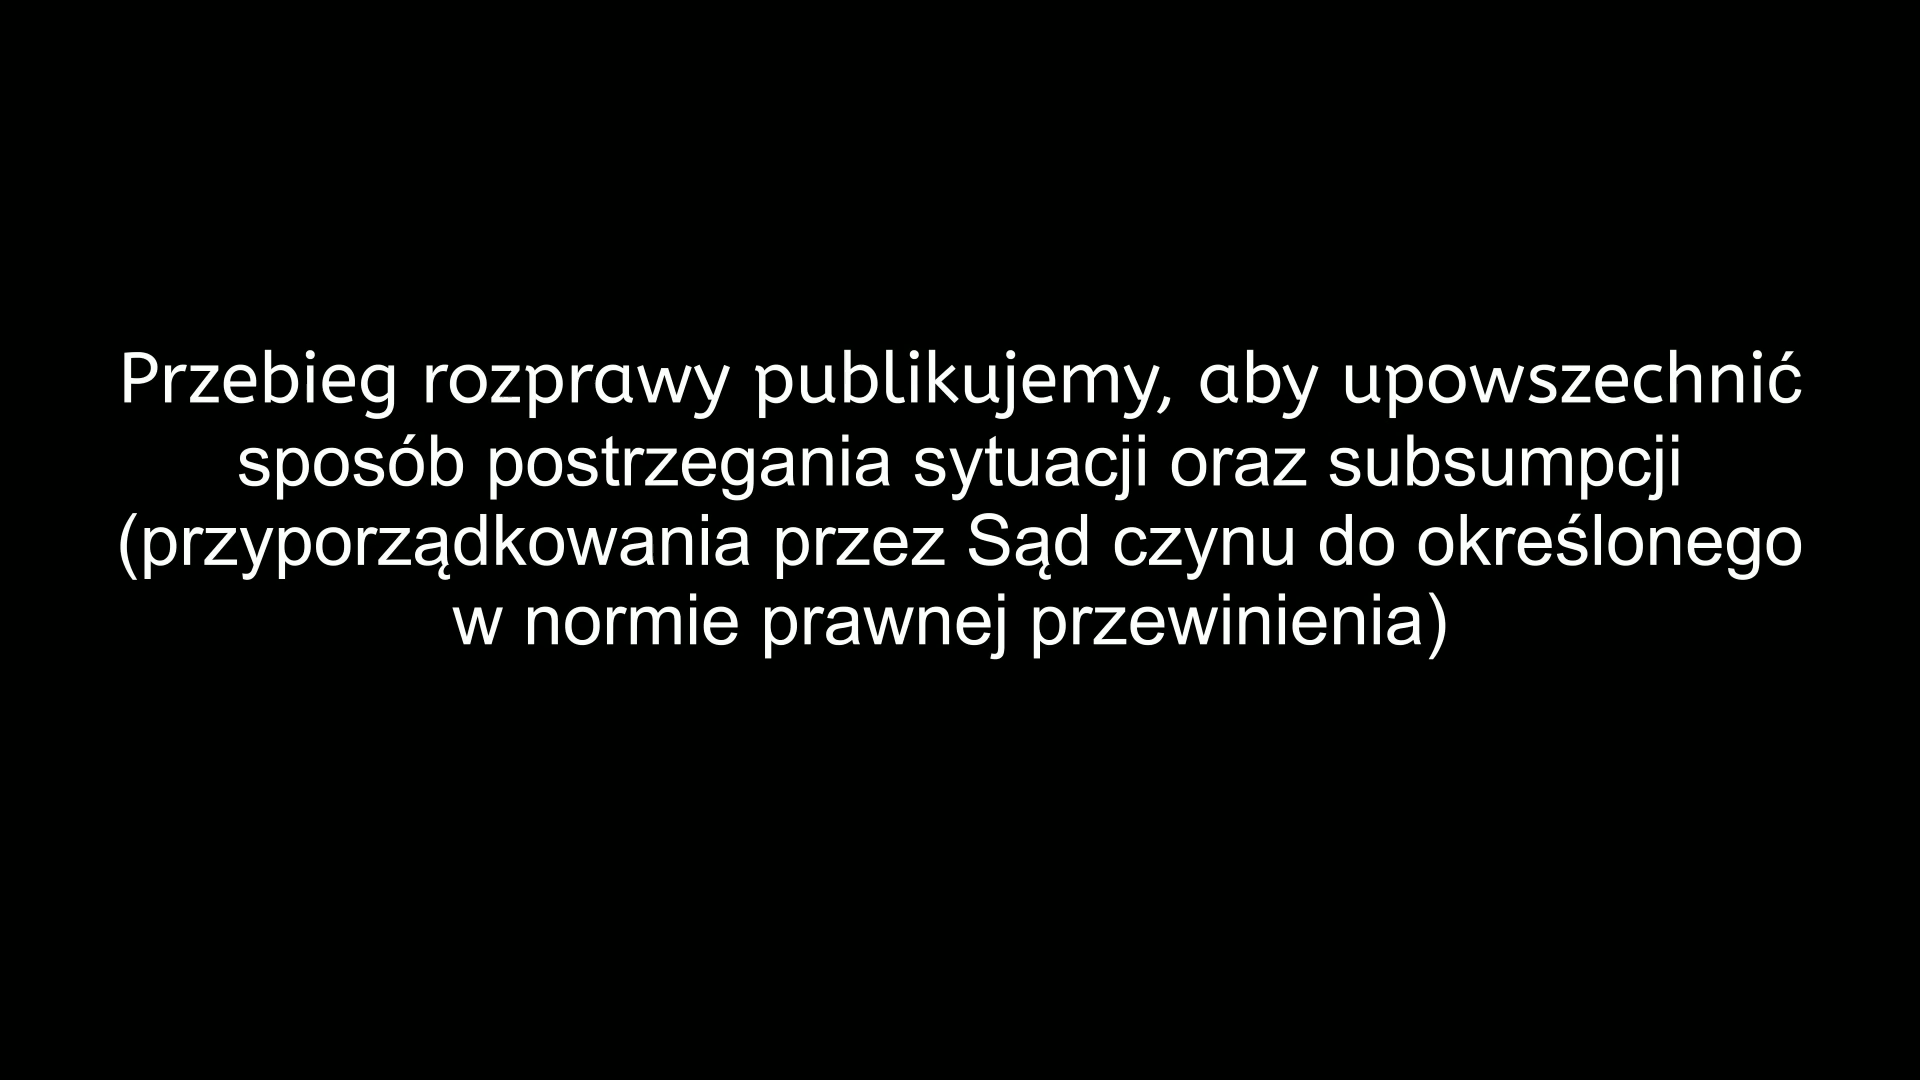 Przebieg rozprawy publikujemy, aby upowszechnić
sposób postrzegania sytuacji oraz subsumpcji
(przyporządkowania przez Sąd czynu do określonego
w normie prawnej przewinienia)